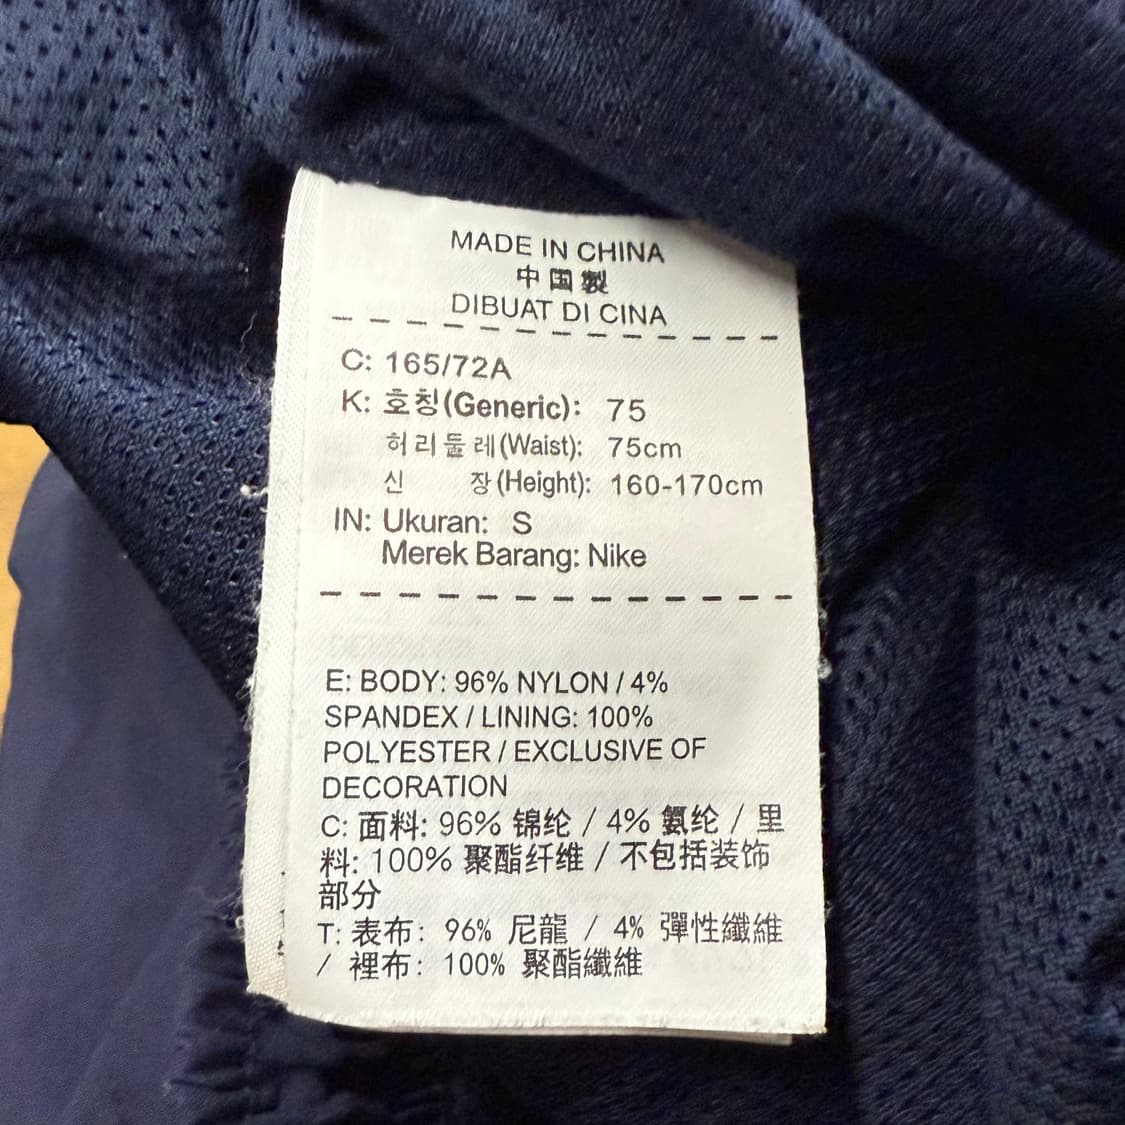 MADE IN CHINA
中国製
DIBUAT DI CINA
C: 165/72A
K: 호칭(Generic): 75
허리둘레(Waist): 75cm
신 장(Height): 160-170cm
IN: Ukuran: S
Merek Barang: Nike
E: BODY: 96% NYLON / 4%
SPANDEX / LINING: 100%
POLYESTER / EXCLUSIVE OF
DECORATION
C: 面料: 96% 锦纶 / 4% 氨纶 / 里
料: 100% 聚酯纤维 / 不包括装饰
部分
T: 表布: 96% 尼龍 / 4% 彈性纖維
/ 裡布: 100% 聚酯纖維